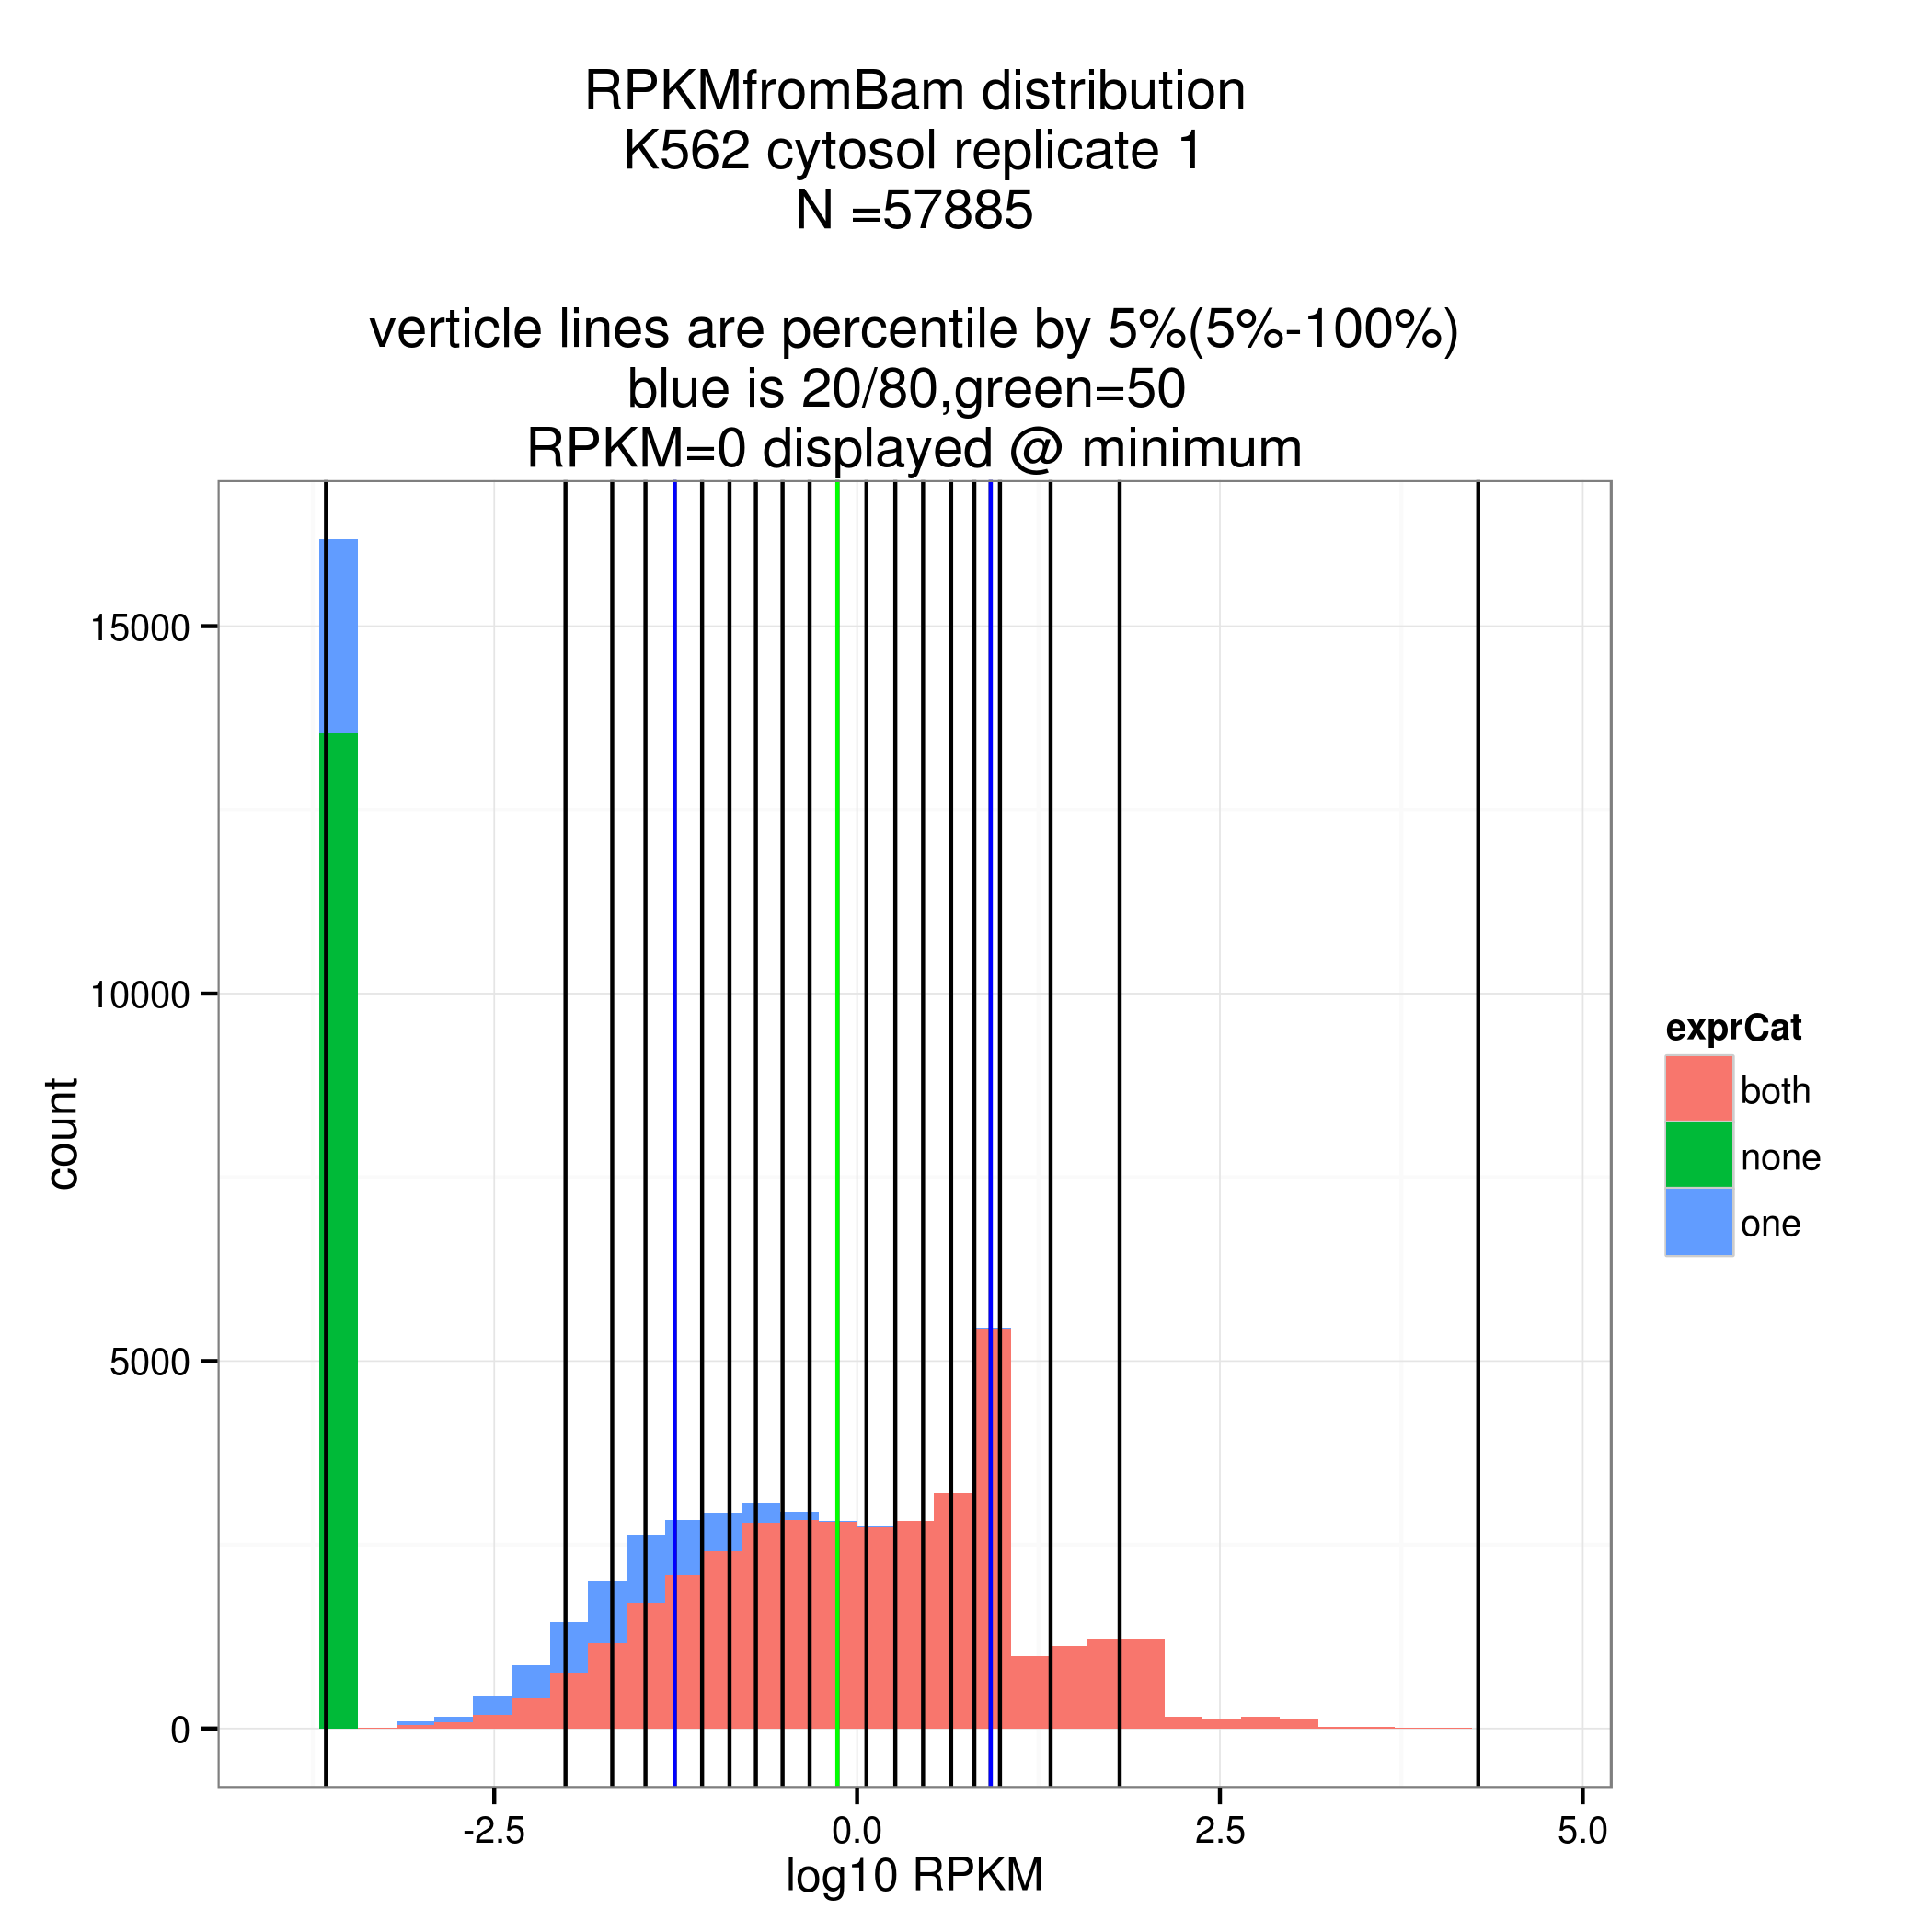 RPKMfromBam distribution
K562 cytosol replicate 1
N =57885
verticle lines are percentile by 5%(5%-100%)
blue is 20/80,green=50
RPKM=0 displayed @ minimum
15000
10000
5000
0
count
-2.5
0.0
2.5
5.0
log10 RPKM
exprCat
both
none
one